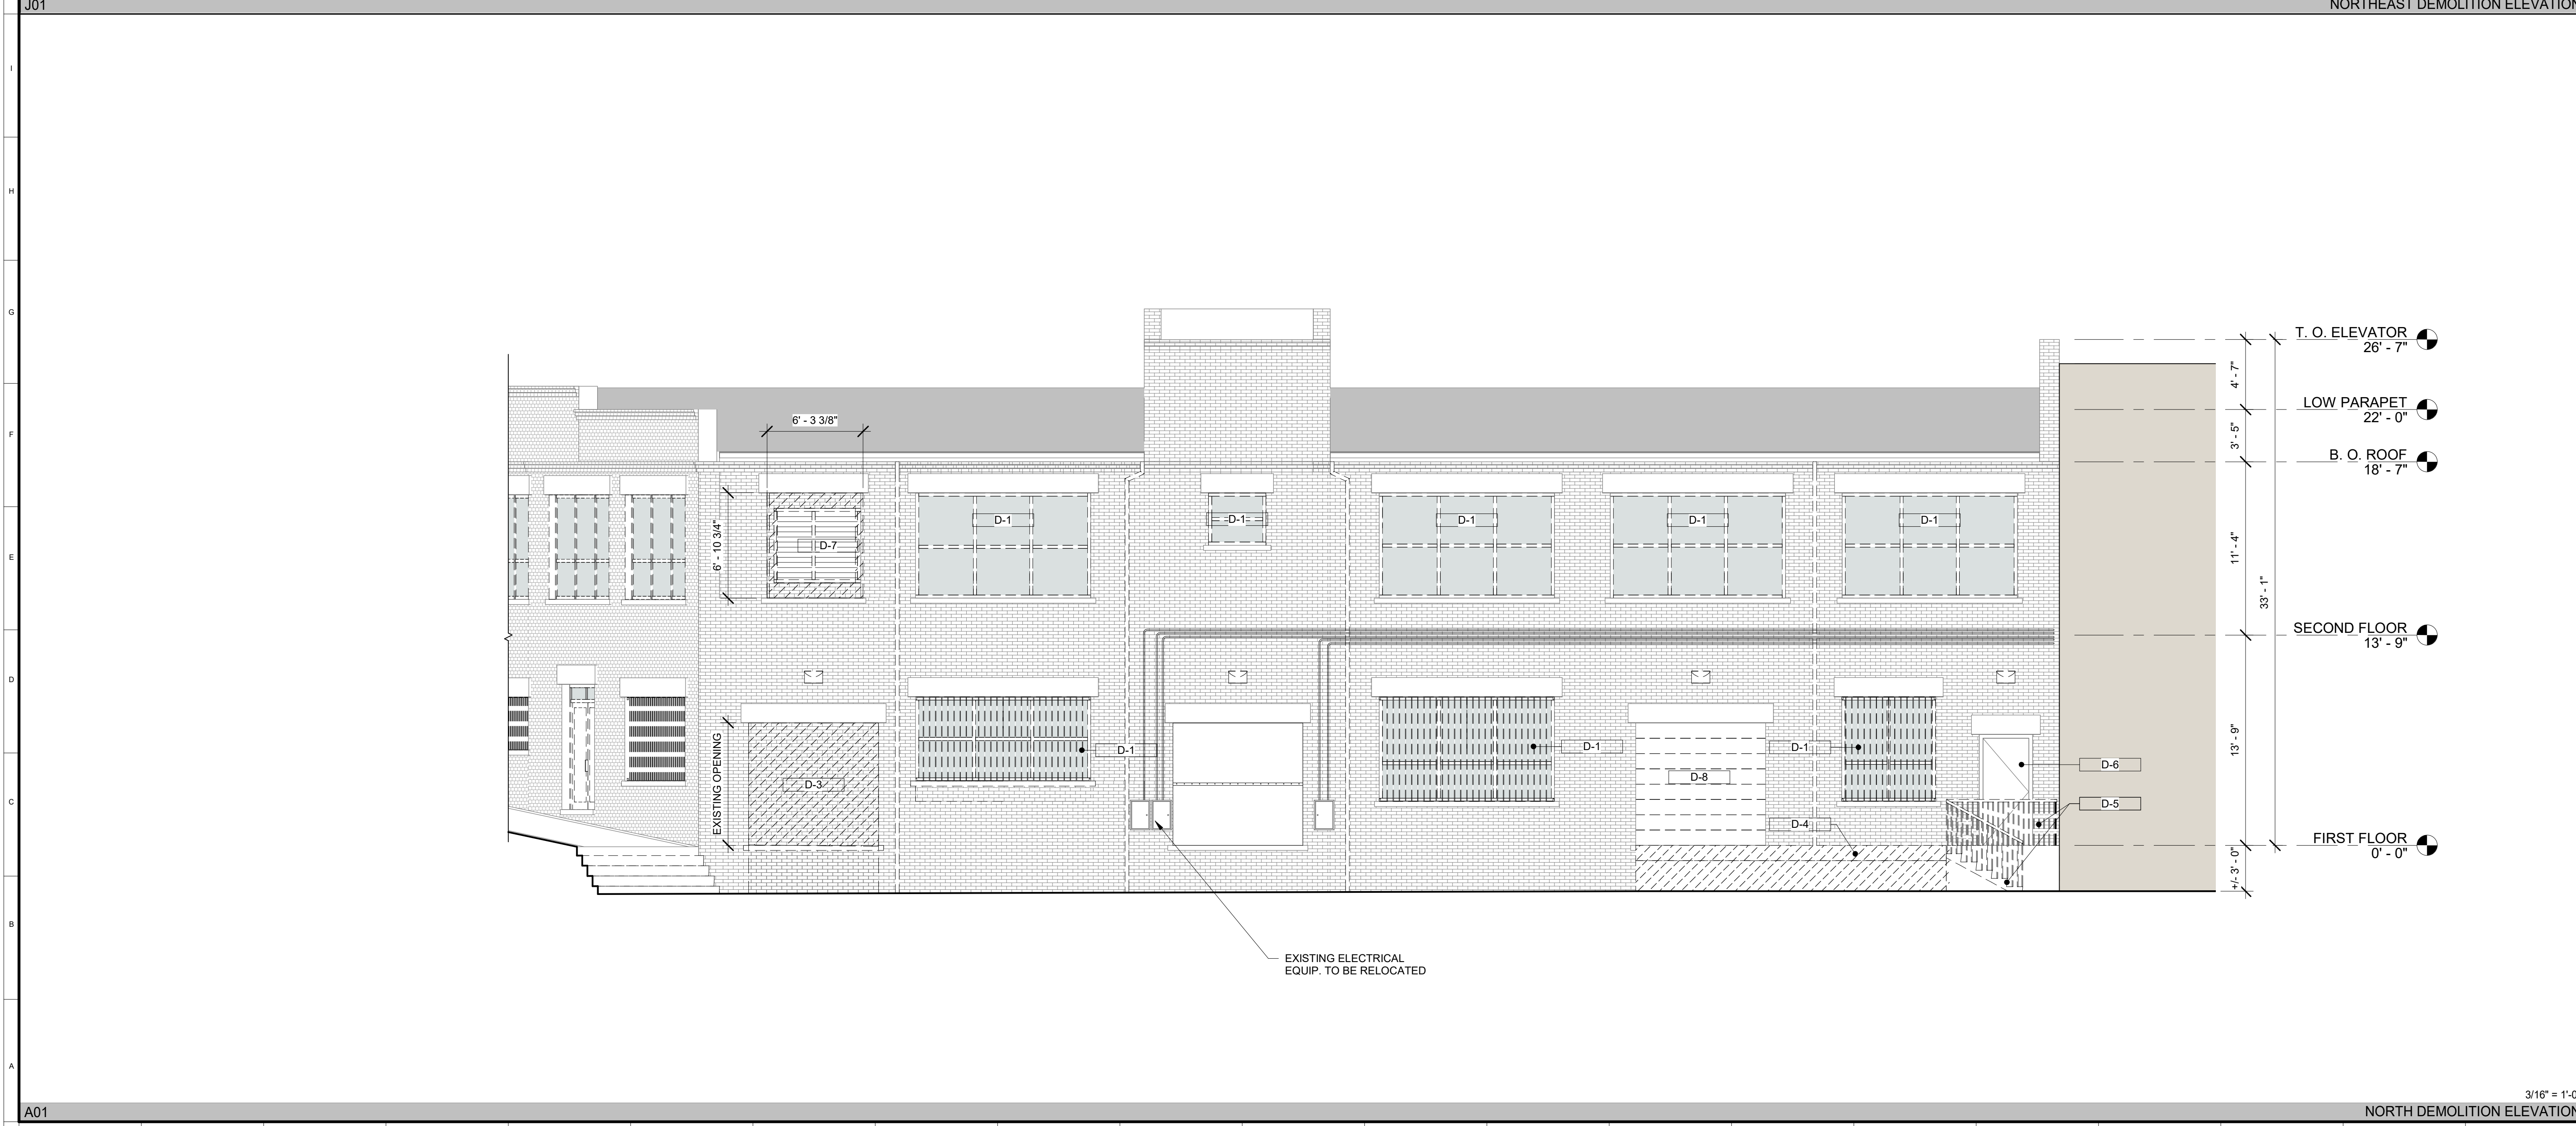 J01
NORTHEAST DEMOLITION ELEVATION
I
H
G
F
E
D
C
B
A
T. O. ELEVATOR
26' - 7"
4' - 7"
LOW PARAPET
22' - 0"
6' - 3 3/8"
3' - 5"
B. O. ROOF
18' - 7"
D-1
D-1
D-1
D-1
D-1
D-7
6' - 10 3/4"
11' - 4"
33' - 1"
SECOND FLOOR
13' - 9"
EXISTING OPENING
D-1
D-1
D-1
13' - 9"
D-6
D-8
D-3
D-5
D-4
FIRST FLOOR
0' - 0"
+/- 3' - 0"
EXISTING ELECTRICAL
EQUIP. TO BE RELOCATED
3/16" = 1'-0
A01
NORTH DEMOLITION ELEVATION